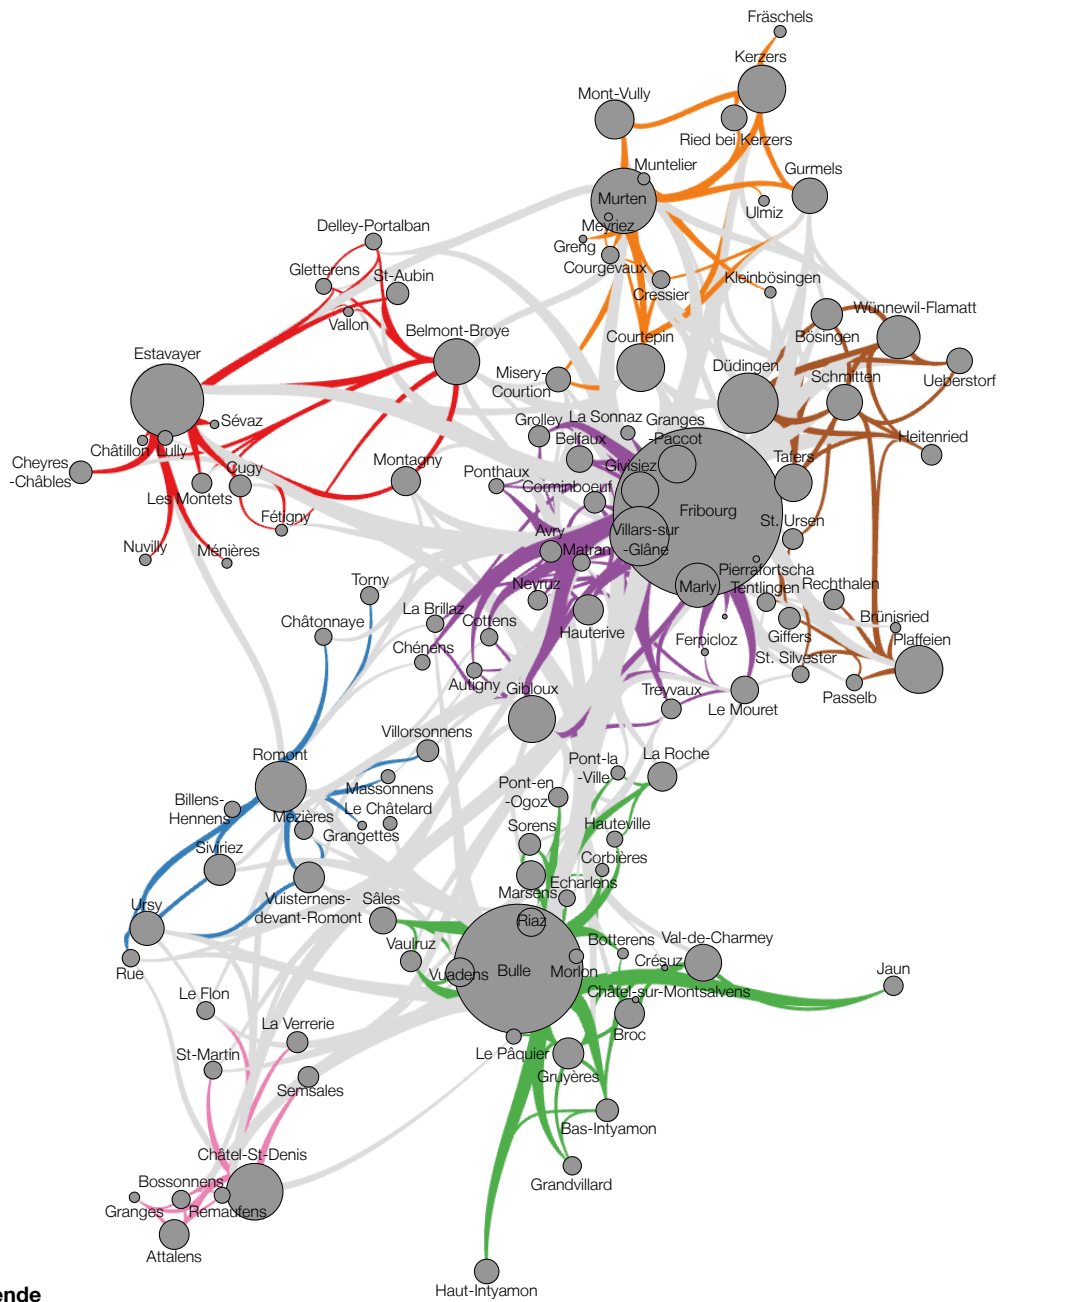 Fräschels
Kerzers
Mont-Vully
Ried bei Kerzers
Muntelier
Gurmels
Murten
Ulmiz
Meyriez
Delley-Portalban
Greng
Courgevaux
Gletterens
St-Aubin
Kleinbösingen
Cressier
Vallon
Wünnewil-Flamatt
Belmont-Broye
Courtepin
Bösingen
Estavayer
Düdingen
Misery-
Courtion
Schmitten
Ueberstorf
Sévaz
Grolley
La Sonnaz
Granges
-Paccot
Belfaux
Heitenried
Châtillon
Lully
Tafers
Cheyres
-Châbles
Cugy
Montagny
Ponthaux
Givisiez
Corminboeuf
Les Montets
Fribourg
Fétigny
St. Ursen
Avry
Villars-sur
-Glâne
Nuvilly
Ménières
Matran
Pierrafortscha
Torny
Neyruz
Marly
Tentlingen
Rechthalen
La Brillaz
Châtonnaye
Cottens
Hauterive
Brünisried
Giffers
Ferpicloz
Plaffeien
Chénens
St. Silvester
Autigny
Gibloux
Treyvaux
Passelb
Le Mouret
Villorsonnens
Romont
Pont-la
-Ville
La Roche
Massonnens
Pont-en
-Ogoz
Billens-
Hennens
Le Châtelard
Mézières
Grangettes
Sorens
Hauteville
Siviriez
Corbières
Marsens
Echarlens
Vuisternens-
devant-Romont
Sâles
Ursy
Riaz
Vaulruz
Botterens
Val-de-Charmey
Crésuz
Rue
Vuadens
Bulle
Morlon
Jaun
Le Flon
Châtel-sur-Montsalvens
La Verrerie
Broc
St-Martin
Le Pâquier
Gruyères
Semsales
Bas-Intyamon
Châtel-St-Denis
Bossonnens
Grandvillard
Granges
Remaufens
Attalens
Haut-Intyamon
ende